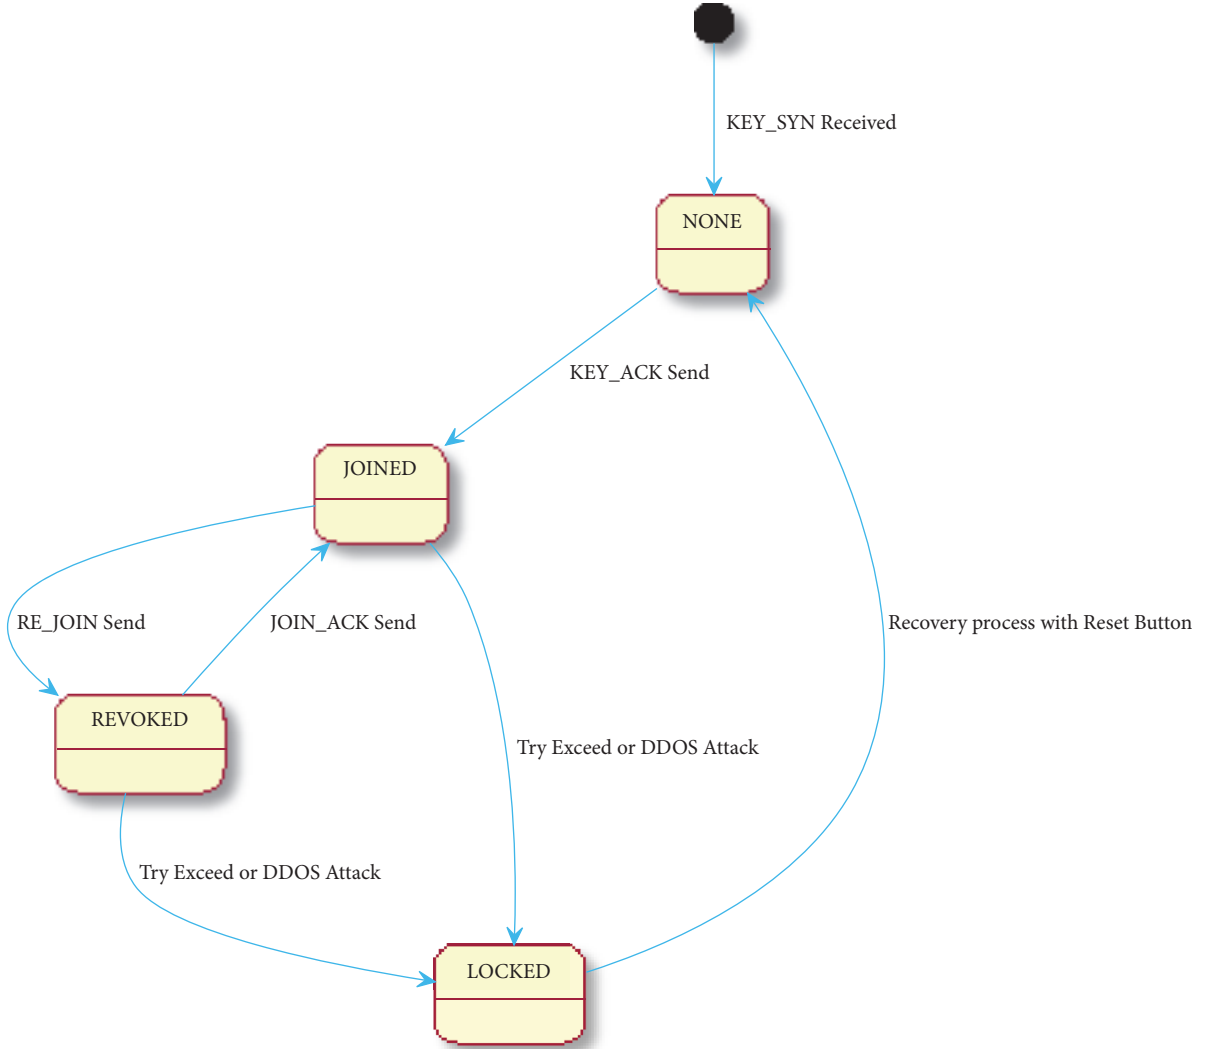 KEY_SYN Received
NONE
KEY_ACK Send
JOINED
RE_JOIN Send
JOIN_ACK Send
Recovery process with Reset Button
REVOKED
Try Exceed or DDOS Attack
Try Exceed or DDOS Attack
LOCKED